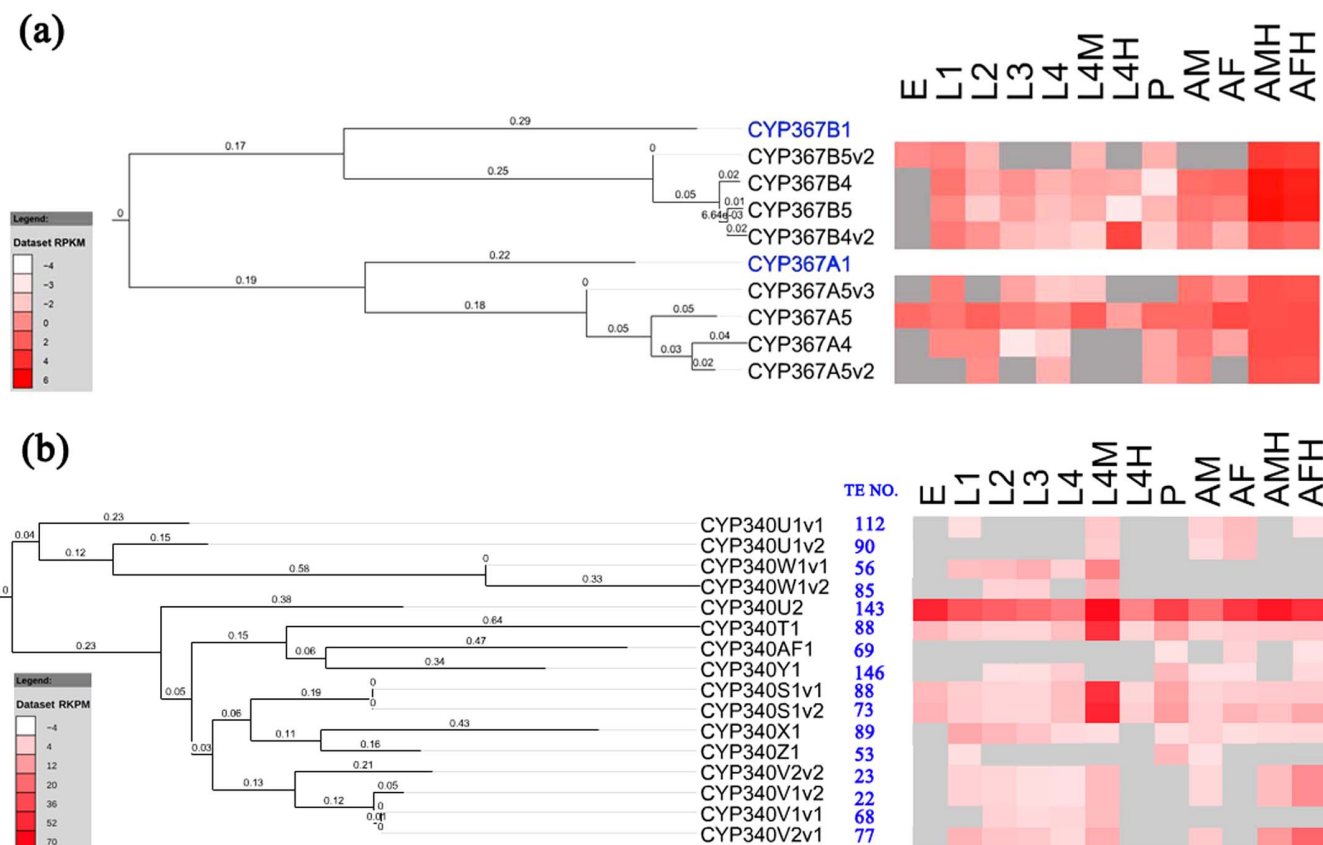 (a)
E L1 L2 L3 L4 L4M L4H P AM AF AMH AFH
0.29 CYP367B1
0.17
0 CYP367B5v2
0.25
0.02 CYP367B4
0.05
0.01 CYP367B5
6.64e-03
0.02 CYP367B4v2
0
0.22 CYP367A1
0.19
0 CYP367A5v3
0.18
0.05 CYP367A5
0.05
0.04 CYP367A4
0.03
0.02 CYP367A5v2
Legend:
Dataset RPKM
-4
-3
-2
0
2
4
6
(b)
TE NO. E L1 L2 L3 L4 L4M L4H P AM AF AMH AFH
0.23 CYP340U1v1 112
0.04
0.15 CYP340U1v2 90
0.12
0 CYP340W1v1 56
0.58
0.33 CYP340W1v2 85
0
0.38 CYP340U2 143
0.64 CYP340T1 88
0.15
0.47 CYP340AF1 69
0.23
0.06
0.34 CYP340Y1 146
0.05
0 CYP340S1v1 88
0.19
0 CYP340S1v2 73
0.06
0.43 CYP340X1 89
0.11
0.16 CYP340Z1 53
0.03
0.21 CYP340V2v2 23
0.13
0.05 CYP340V1v2 22
0.12
0 CYP340V1v1 68
0.01
0 CYP340V2v1 77
Legend:
Dataset RKPM
-4
4
12
20
36
52
70